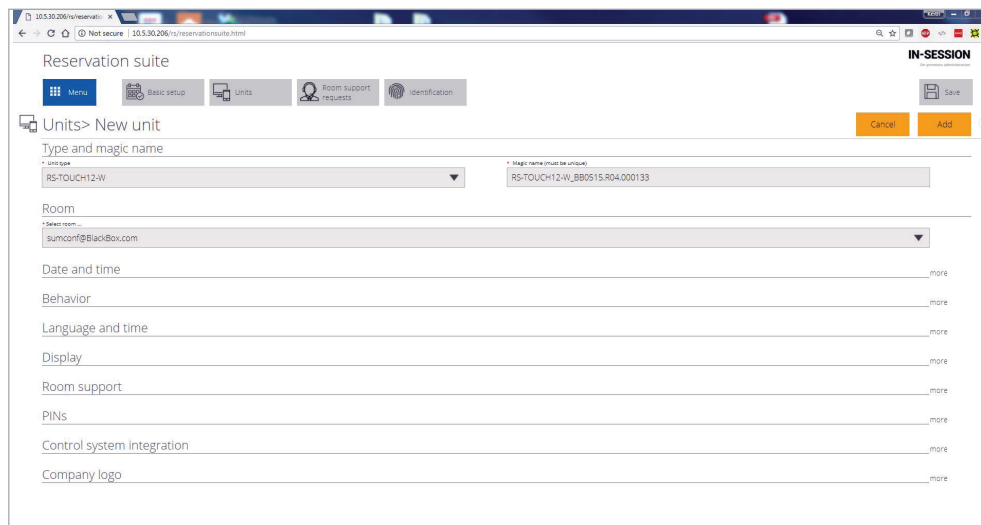 10.5.30.206/rs/reservatio
Keith
Not secure | 10.5.30.206/rs/reservationsuite.html
Reservation suite
IN-SESSION
Menu
Basic setup
Units
Room support
requests
Identification
Save
Units> New unit
Cancel
Add
Type and magic name
* Unit type
* Magic name (must be unique)
RS-TOUCH12-W
RS-TOUCH12-W_BB0515.R04.000133
Room
* Select room ...
sumconf@BlackBox.com
Date and time
more
Behavior
more
Language and time
more
Display
more
Room support
more
PINs
more
Control system integration
more
Company logo
more